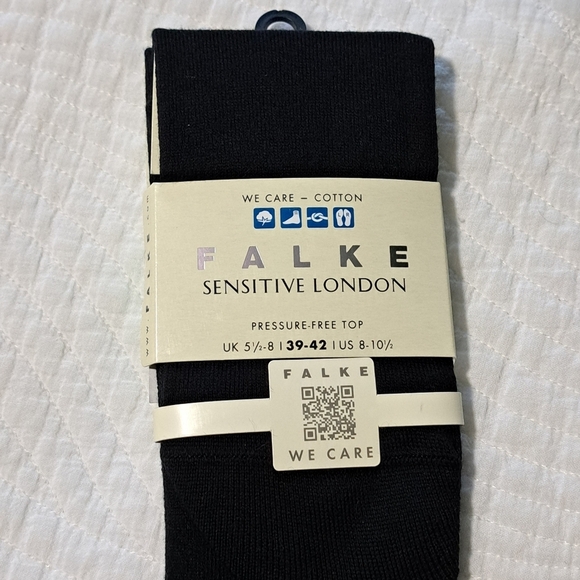 WE CARE – COTTON
FALKE
SENSITIVE LONDON
PRESSURE-FREE TOP
UK 5½-8 | 39-42 | US 8-10½
FALKE
WE CARE
FALKE